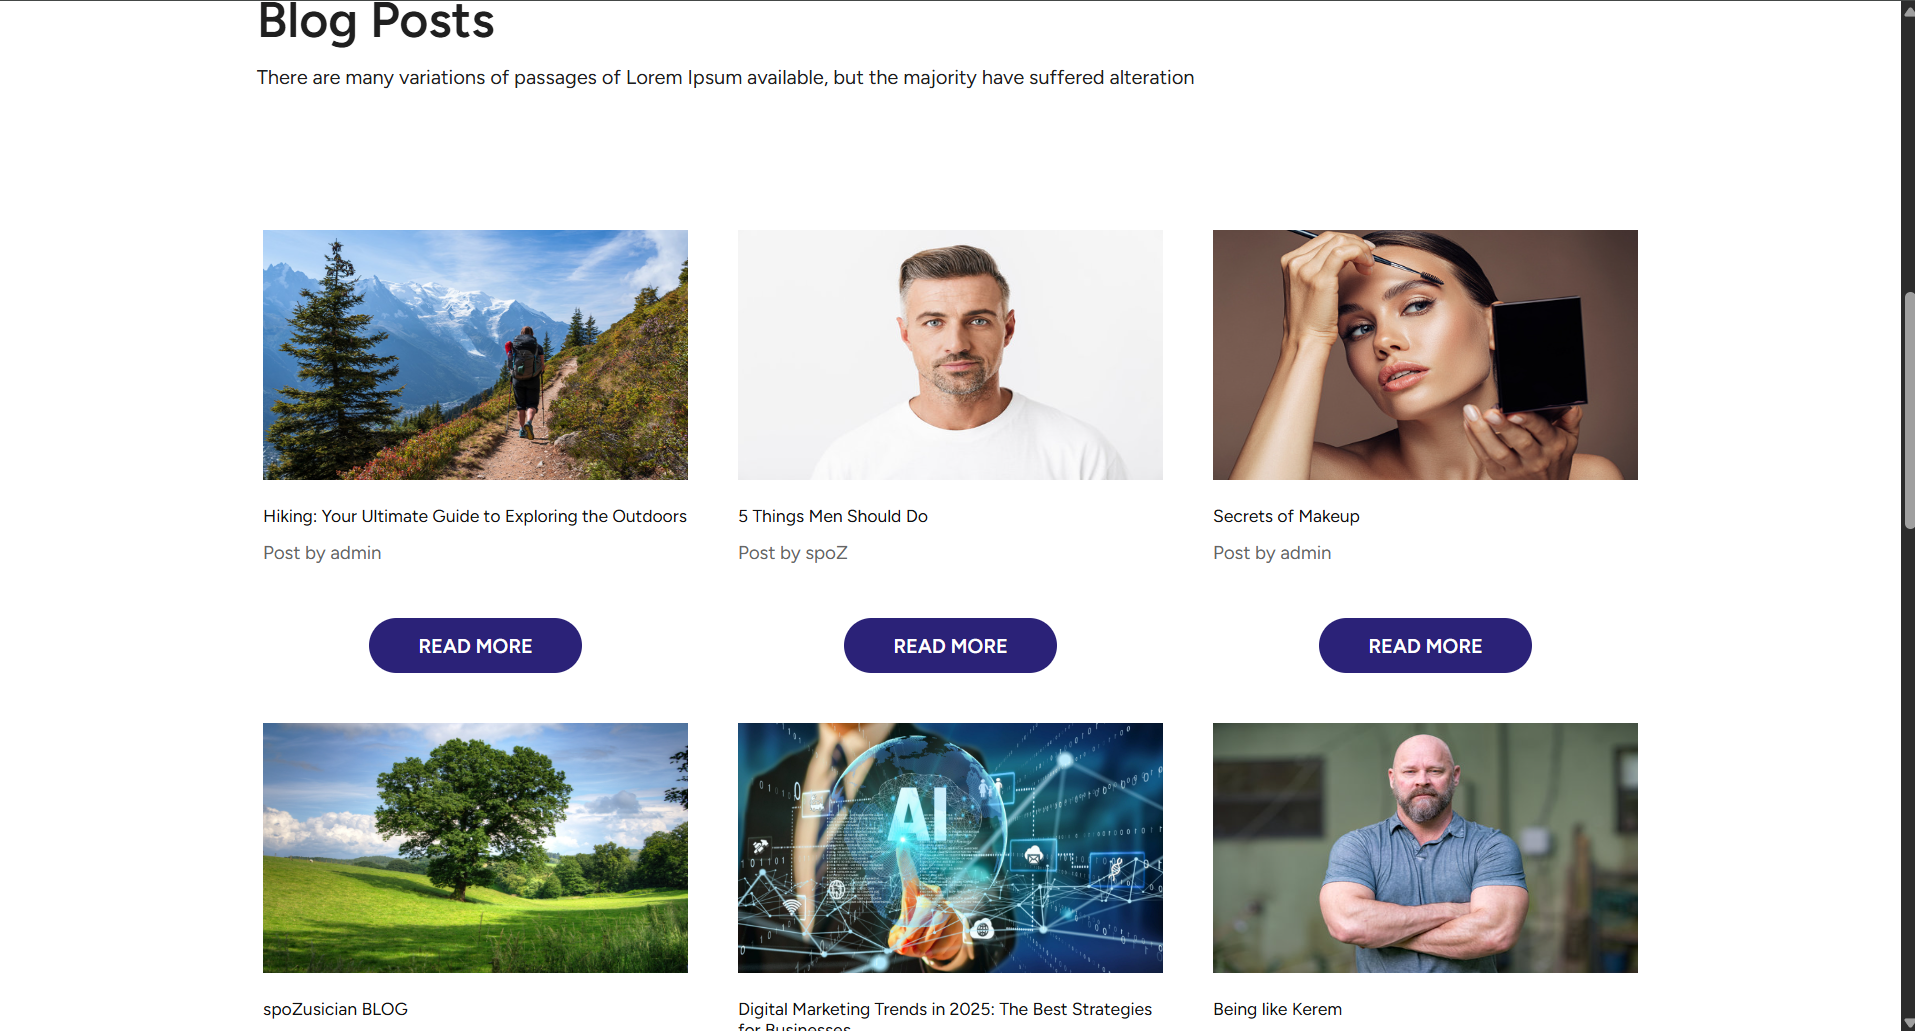 Blog Posts
There are many variations of passages of Lorem Ipsum available, but the majority have suffered alteration
Hiking: Your Ultimate Guide to Exploring the Outdoors
Post by admin
READ MORE
5 Things Men Should Do
Post by spoZ
READ MORE
Secrets of Makeup
Post by admin
READ MORE
AI
spoZusician BLOG
Digital Marketing Trends in 2025: The Best Strategies
for Businesses
Being like Kerem